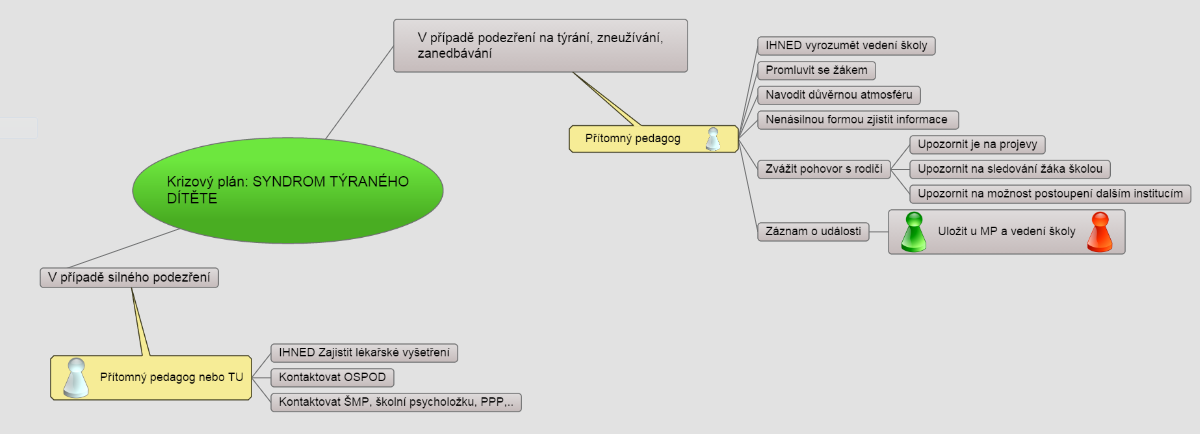 V případě podezření na týrání, zneužívání,
zanedbávání
IHNED vyrozumět vedení školy
Promluvit se žákem
Navodit důvěrnou atmosféru
Nenásilnou formou zjistit informace
Přítomný pedagog
Zvážit pohovor s rodiči
Upozornit je na projevy
Upozornit na sledování žáka školou
Upozornit na možnost postoupení dalším institucím
Záznam o události
Uložit u MP a vedení školy
Krizový plán: SYNDROM TÝRANÉHO
DÍTĚTE
V případě silného podezření
Přítomný pedagog nebo TU
IHNED Zajistit lékařské vyšetření
Kontaktovat OSPOD
Kontaktovat ŠMP, školní psycholožku, PPP,..